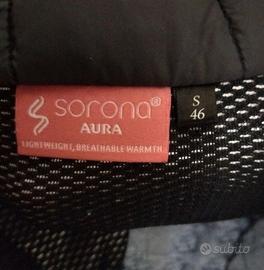 sorona®
AURA
LIGHTWEIGHT, BREATHABLE WARMTH
S
46
subito